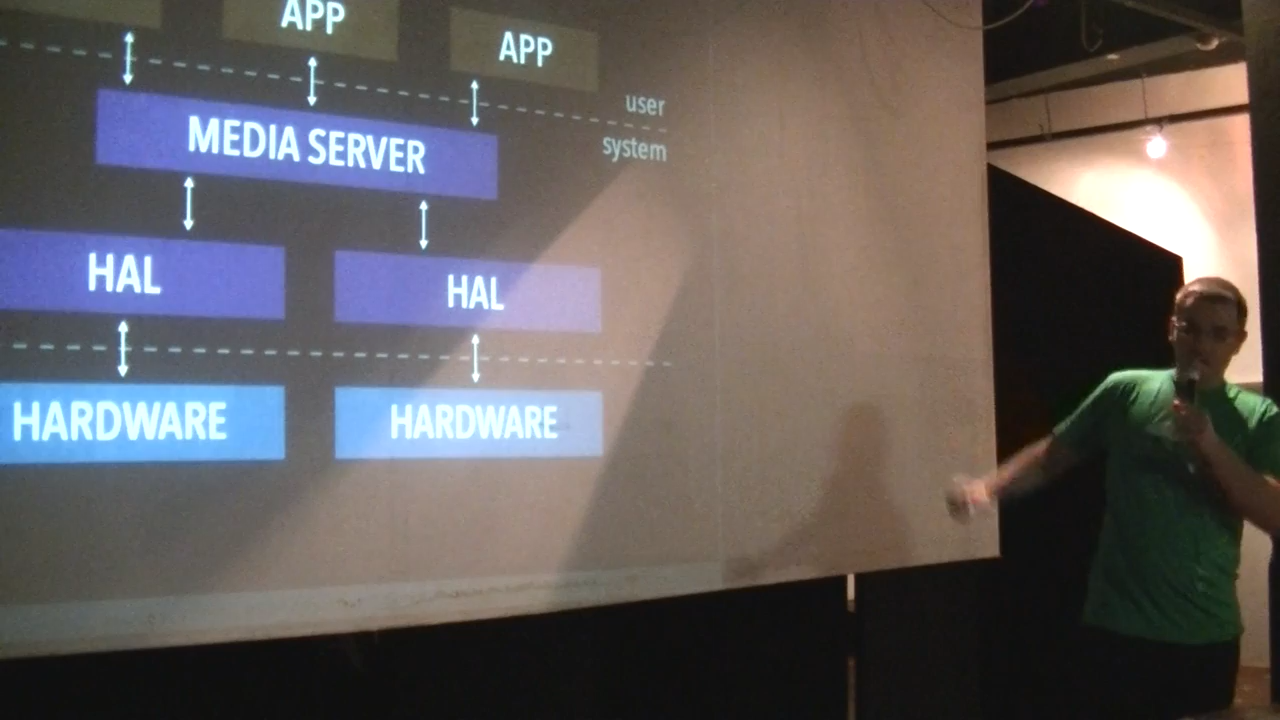 APP
APP
user
MEDIA SERVER
system
HAL
HAL
HARDWARE
HARDWARE